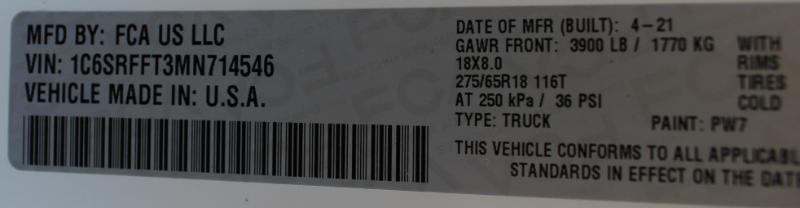 MFD BY: FCA US LLC
VIN: 1C6SRFFT3MN714546
VEHICLE MADE IN: U.S.A.
DATE OF MFR (BUILT): 4-21
GAWR FRONT: 3900 LB / 1770 KG WITH
18X8.0 RIMS
275/65R18 116T TIRES
AT 250 kPa / 36 PSI COLD
TYPE: TRUCK PAINT: PW7
THIS VEHICLE CONFORMS TO ALL APPLICABL
STANDARDS IN EFFECT ON THE DATE